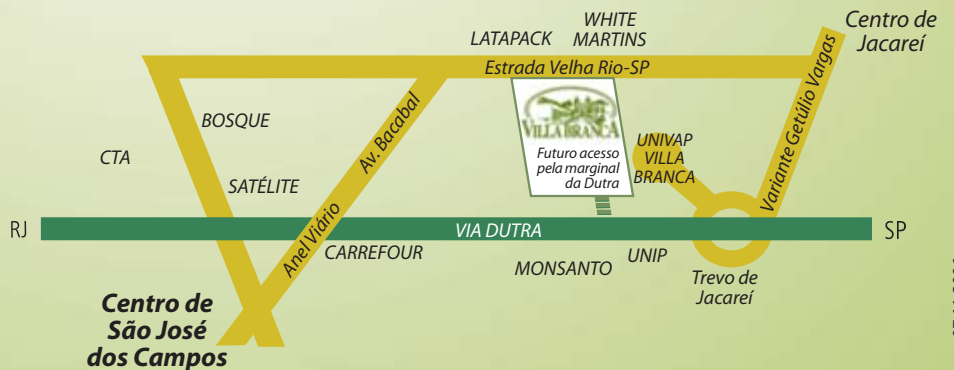 Centro de
Jacareí
WHITE
MARTINS
LATAPACK
Estrada Velha Rio-SP
Variante Getúlio Vargas
BOSQUE
Av. Bacabal
VILLA BRANCA
Futuro acesso
pela marginal
da Dutra
UNIVAP
VILLA
BRANCA
CTA
SATÉLITE
Anel Viário
RJ
VIA DUTRA
SP
CARREFOUR
MONSANTO
UNIP
Trevo de
Jacareí
Centro de
São José
dos Campos